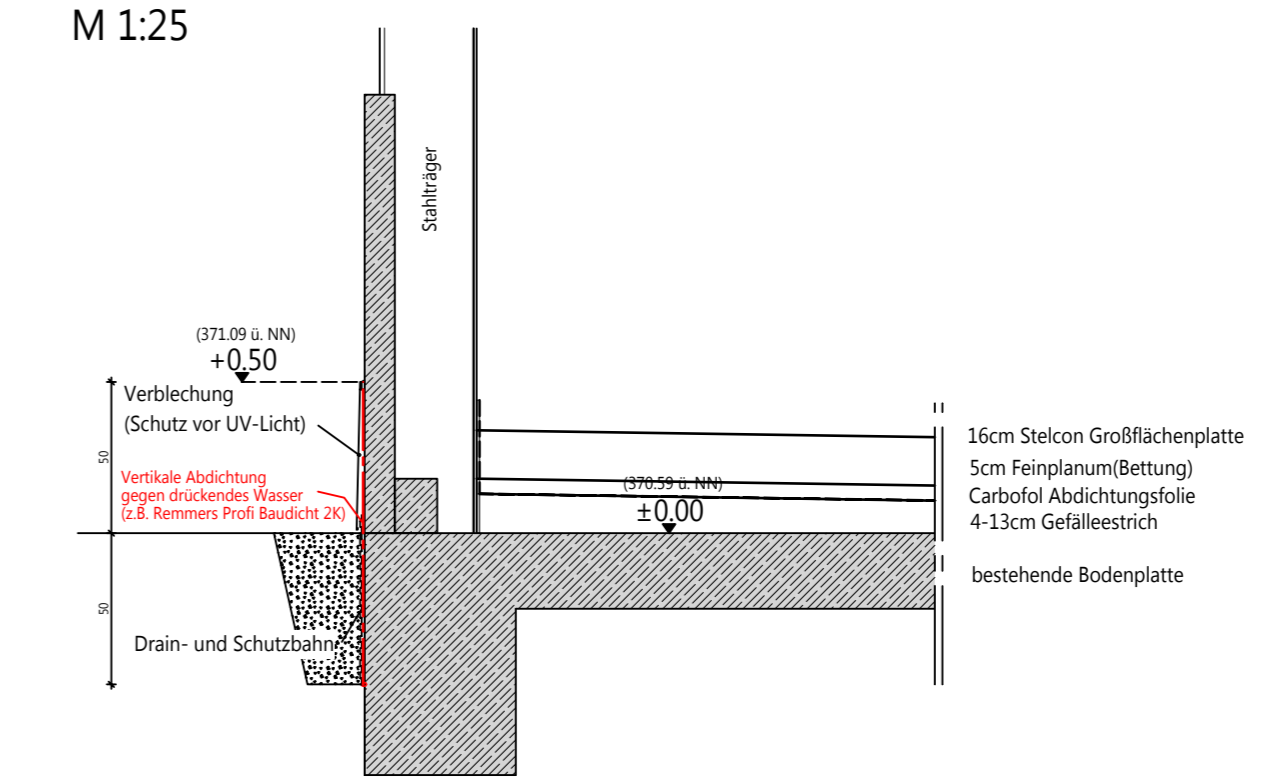 M 1:25
Stahlträger
(371.09 ü. NN)
+0.50
Verblechung
(Schutz vor UV-Licht)
50
Vertikale Abdichtung
gegen drückendes Wasser
(z.B. Remmers Profi Baudicht 2K)
16cm Stelcon Großflächenplatte
5cm Feinplanum(Bettung)
(370.59 ü. NN)
Carbofol Abdichtungsfolie
±0.00
4-13cm Gefälleestrich
bestehende Bodenplatte
50
Drain- und Schutzbahn